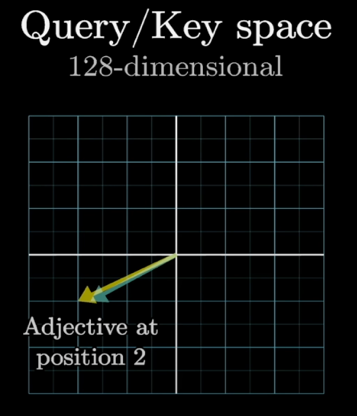 Query/Key space
128-dimensional
Adjective at
position 2